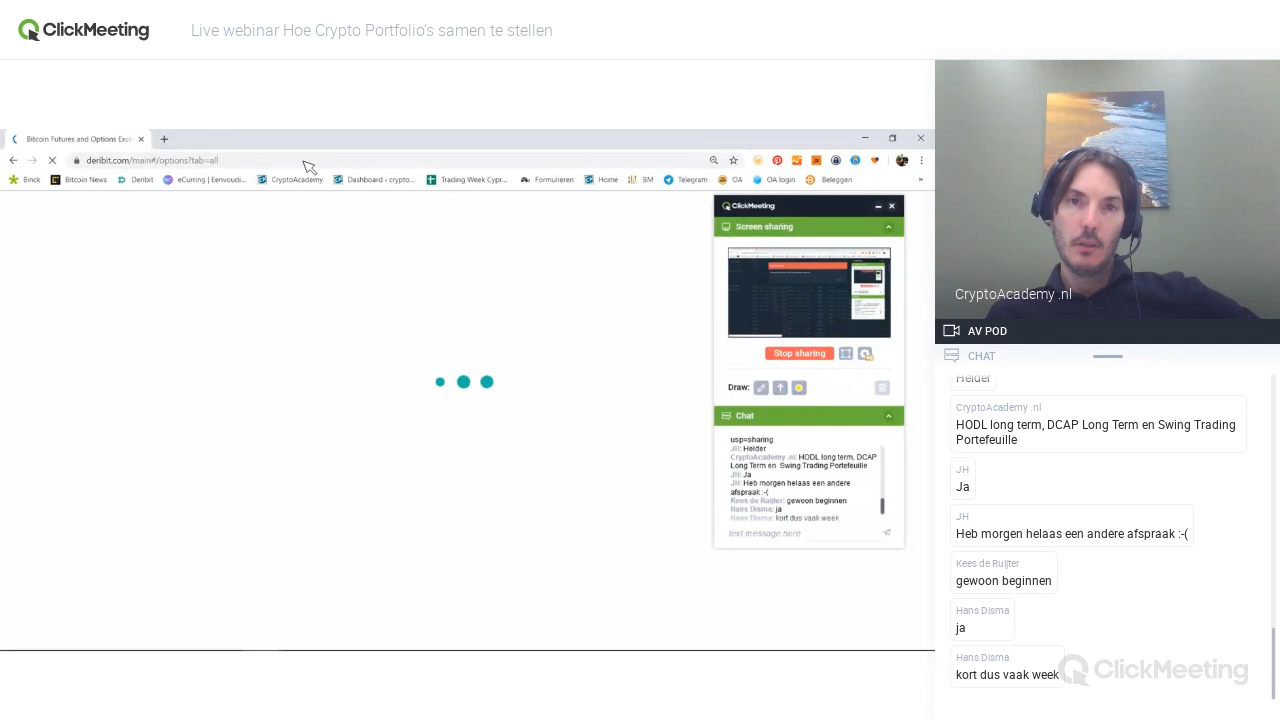 ClickMeeting
Live webinar Hoe Crypto Portfolio's samen te stellen
Bitcoin Futures and Options Exch
deribit.com/main#/options?tab=all
Binck
Bitcoin News
Deribit
eCurring | Eenvoudi...
CryptoAcademy
Dashboard ‹ crypto...
Trading Week Cypr...
Formulieren
Home
BM
Telegram
OA
OA login
Beleggen
»
ClickMeeting
Screen sharing
Stop sharing
Draw:
Chat
usp=sharing
JH: Helder
CryptoAcademy .nl: HODL long term, DCAP
Long Term en Swing Trading Portefeuille
JH: Ja
JH: Heb morgen helaas een andere
afspraak :-(
Kees de Ruijter: gewoon beginnen
Hans Disma: ja
Hans Disma: kort dus vaak week
text message here
CryptoAcademy .nl
AV POD
CHAT
Helder
CryptoAcademy .nl
HODL long term, DCAP Long Term en Swing Trading
Portefeuille
JH
Ja
JH
Heb morgen helaas een andere afspraak :-(
Kees de Ruijter
gewoon beginnen
Hans Disma
ja
Hans Disma
kort dus vaak week
ClickMeeting